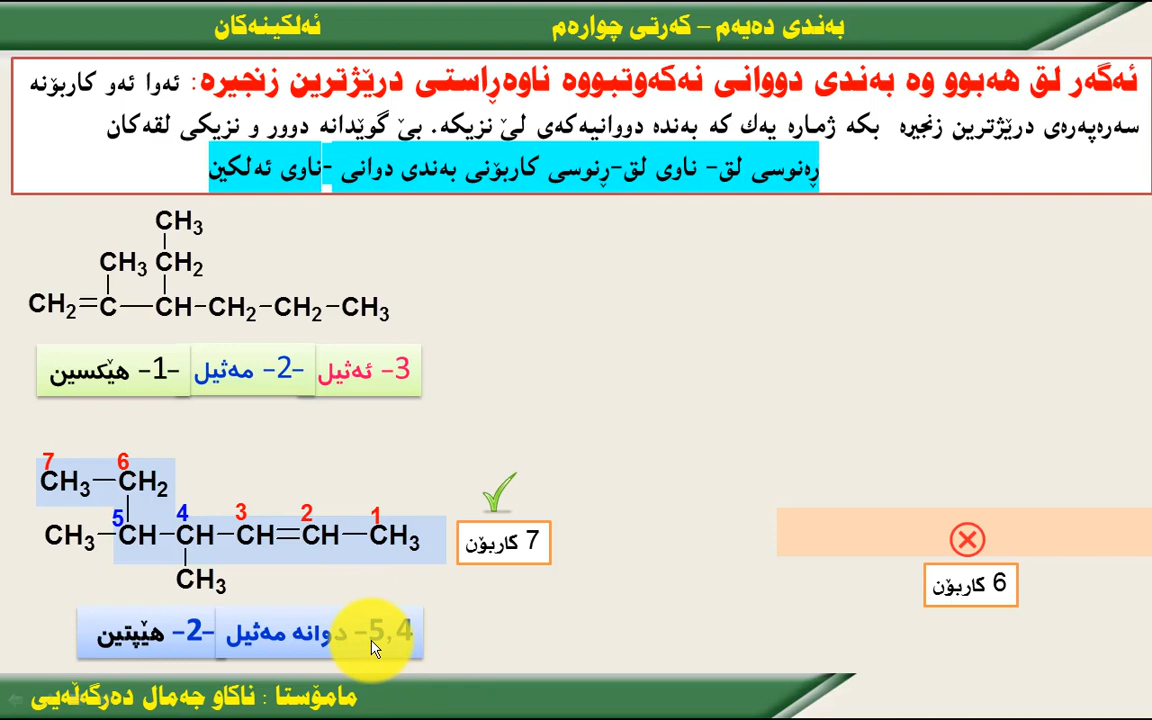 بەندی دەیەم – کەرتی چوارەم
ئەلکینەکان
ئەگەر لق هەبوو وە بەندی دووانی نەکەوتبووە ناوەڕاستی درێژترین زنجیرە: ئەوا ئەو کاربۆنە
سەرەپەرەی درێژترین زنجیرە بکە ژمارە یەك کە بەندە دووانیەکەی لێ نزیکە. بێ گوێدانە دوور و نزیکی لقەکان
ڕەنوسی لق- ناوی لق-ڕنوسی کاربۆنی بەندی دوانی -ناوی ئەلکین
CH3
CH3 CH2
CH2=C—CH-CH2-CH2-CH3
3- ئەثیل -2- مەثیل -1- هێکسین
7 6
CH3—CH2
5 4 3 2 1
CH3-CH-CH-CH=CH—CH3
CH3
7 کاربۆن
6 کاربۆن
5,4- دوانە مەثیل -2- هێپتین
مامۆستا : ناکاو جەمال دەرگەڵەیی